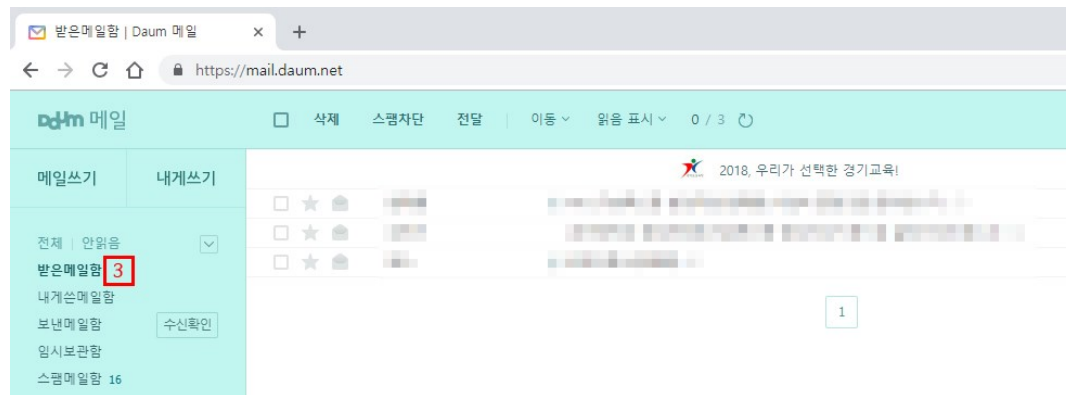 받은메일함 | Daum 메일 × +
https://mail.daum.net
Daum 메일
삭제 스팸차단 전달 이동 읽음 표시 0 / 3
메일쓰기 내게쓰기
2018, 우리가 선택한 경기교육!
전체 | 안읽음
받은메일함 3
내게쓴메일함
보낸메일함 수신확인
임시보관함
스팸메일함 16
1